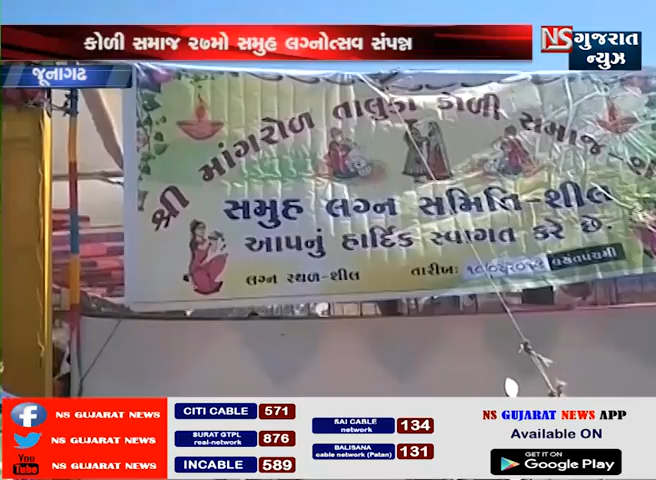 કોળી સમાજ ૨૭મો સમુહ લગ્નોત્સવ સંપન્ન
NS ગુજરાત
ન્યુઝ
જૂનાગઢ
શ્રી માંગરોળ તાલુકા કોળી સમાજ-
સમુહ લગ્ન સમિતિ-શીલ
આપનું હાર્દિક સ્વાગત કરે છે.
લગ્ન સ્થળ-શીલ તારીખ: વસંતપંચમી
NS GUJARAT NEWS
NS GUJARAT NEWS
You Tube NS GUJARAT NEWS
CITI CABLE 571
SURAT GTPL real-network 876
INCABLE 589
SAI CABLE network 134
BALISANA cable network (Patan) 131
NS GUJARAT NEWS APP
Available ON
GET IT ON
Google Play